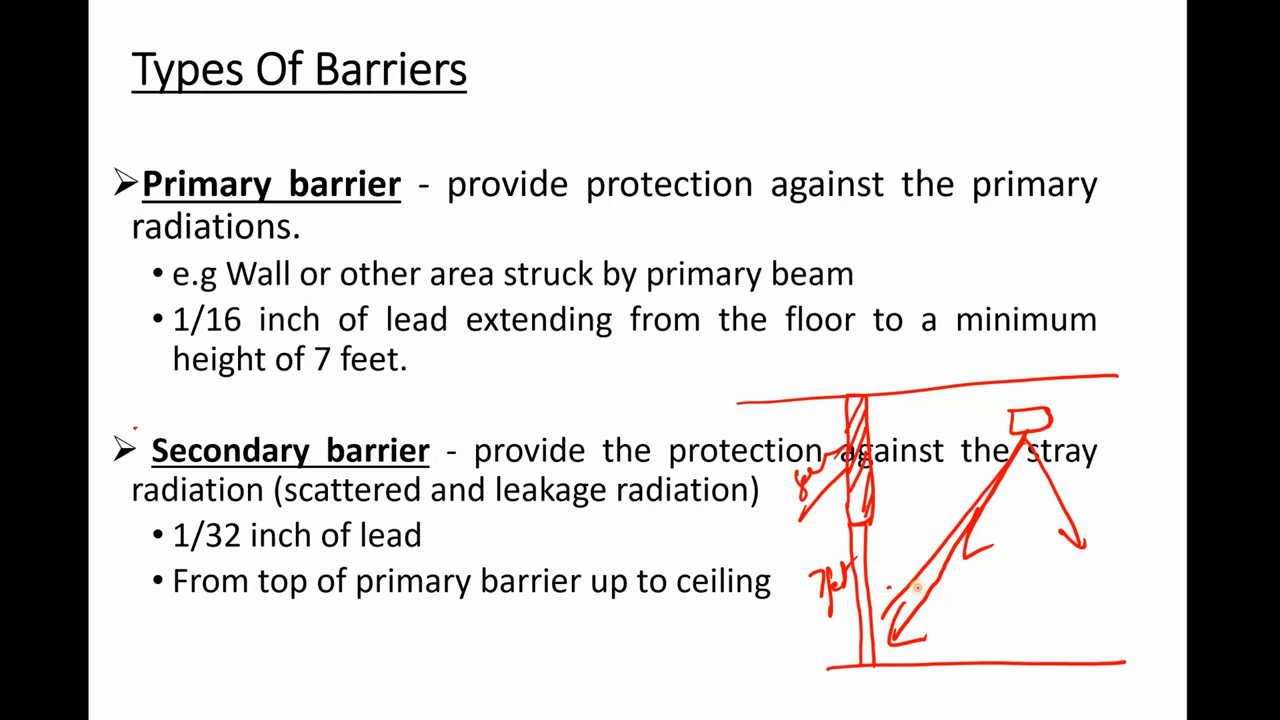 Types Of Barriers
➢Primary barrier - provide protection against the primary
radiations.
• e.g Wall or other area struck by primary beam
• 1/16 inch of lead extending from the floor to a minimum
height of 7 feet.
➢ Secondary barrier - provide the protection against the stray
radiation (scattered and leakage radiation)
• 1/32 inch of lead
• From top of primary barrier up to ceiling